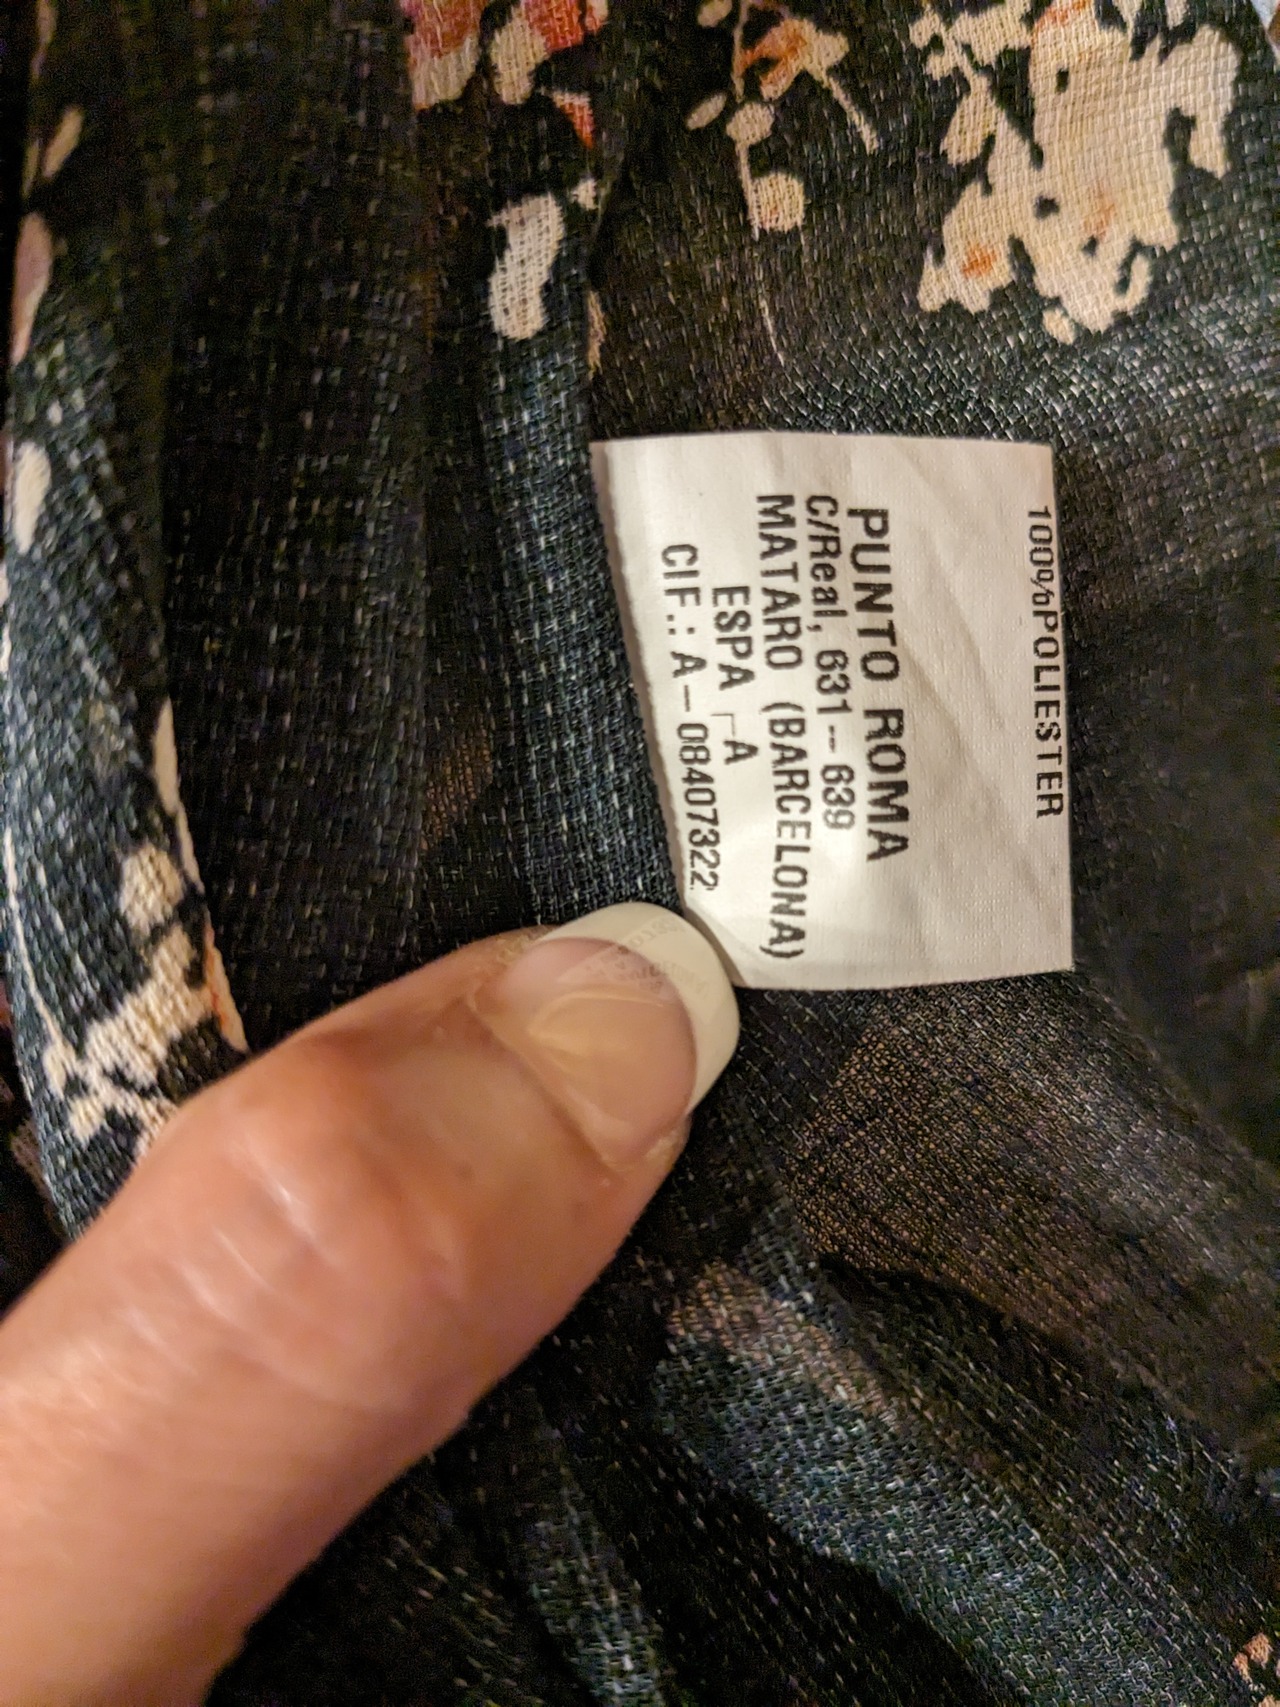 100%POLIESTER
PUNTO ROMA
C/Real, 631--639
MATARO (BARCELONA)
ESPA┌A
CIF.: A-08407322